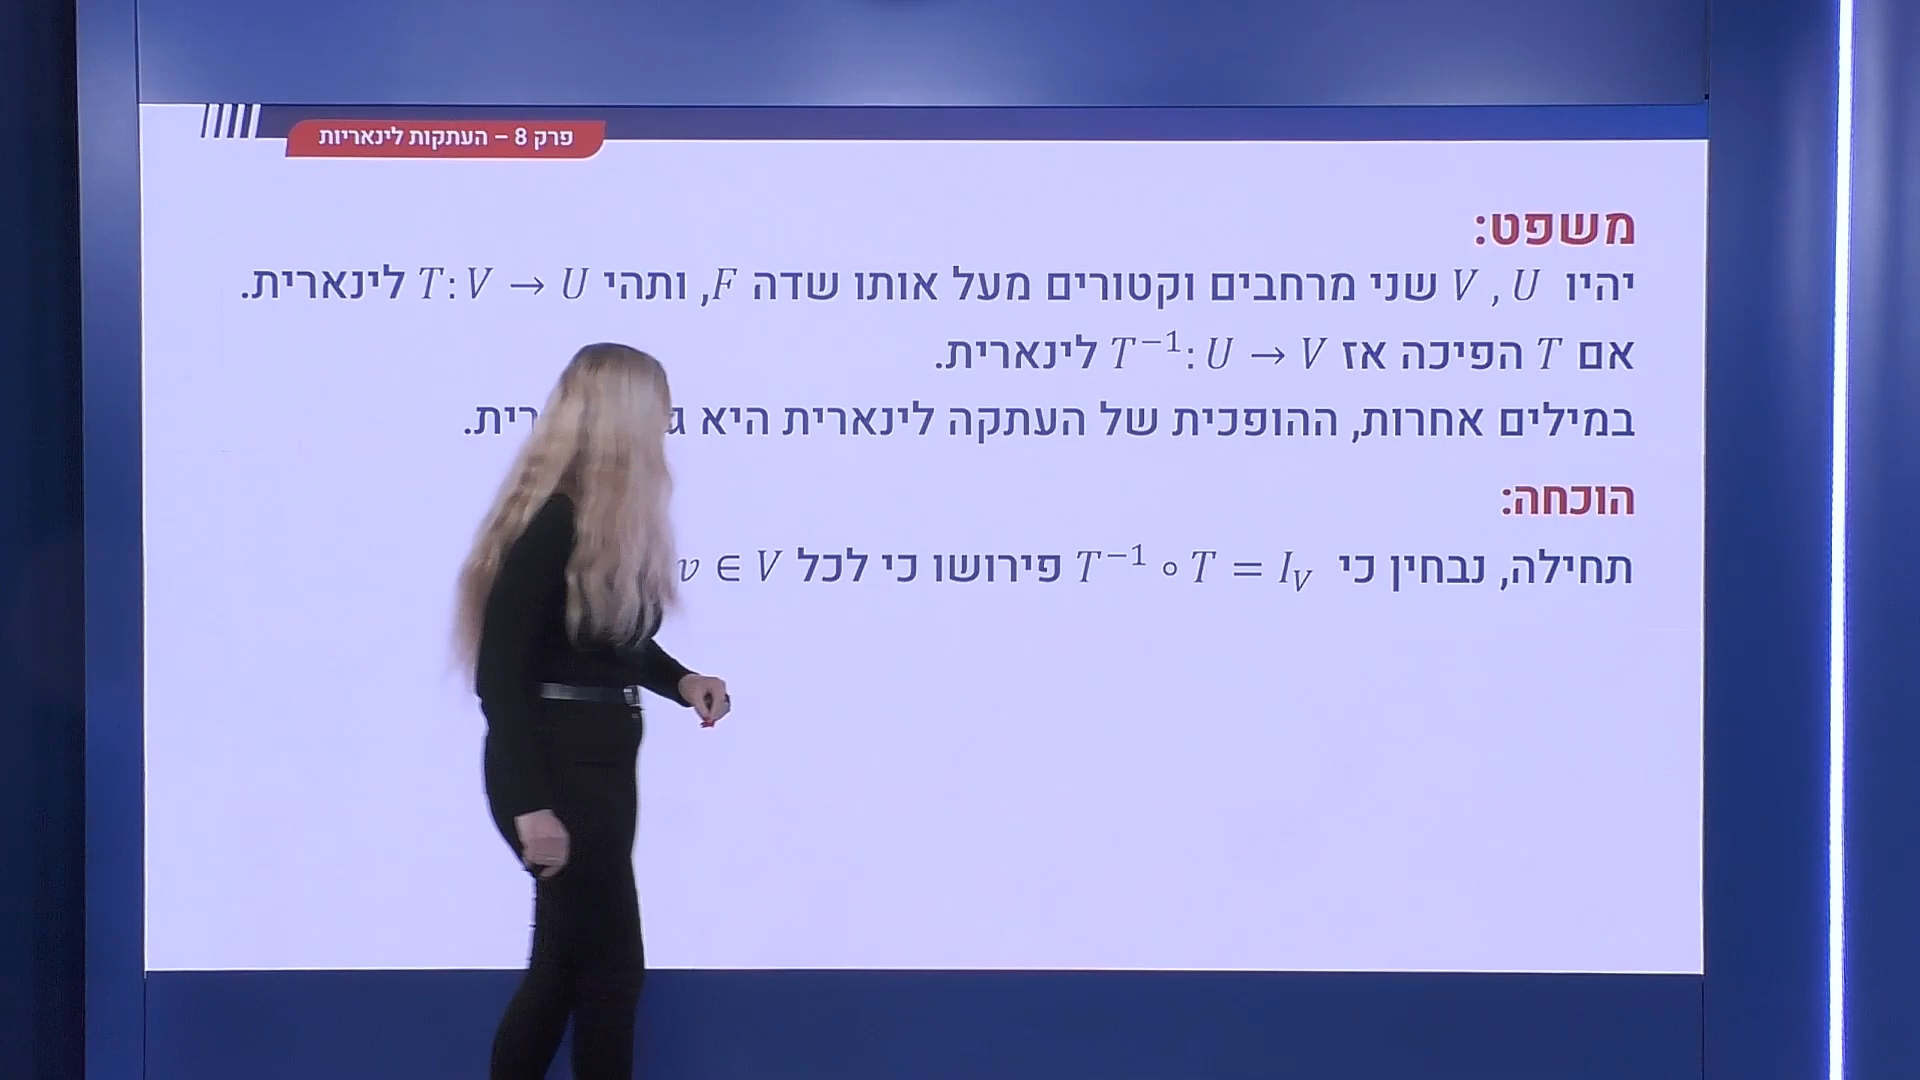 פרק 8 – העתקות לינאריות
משפט:
יהיו V , U שני מרחבים וקטורים מעל אותו שדה F, ותהי T: V → U לינארית.
אם T הפיכה אז T⁻¹: U → V לינארית.
במילים אחרות, ההופכית של העתקה לינארית היא
הוכחה:
תחילה, נבחין כי T⁻¹ ∘ T = I_V פירושו כי לכל v ∈ V